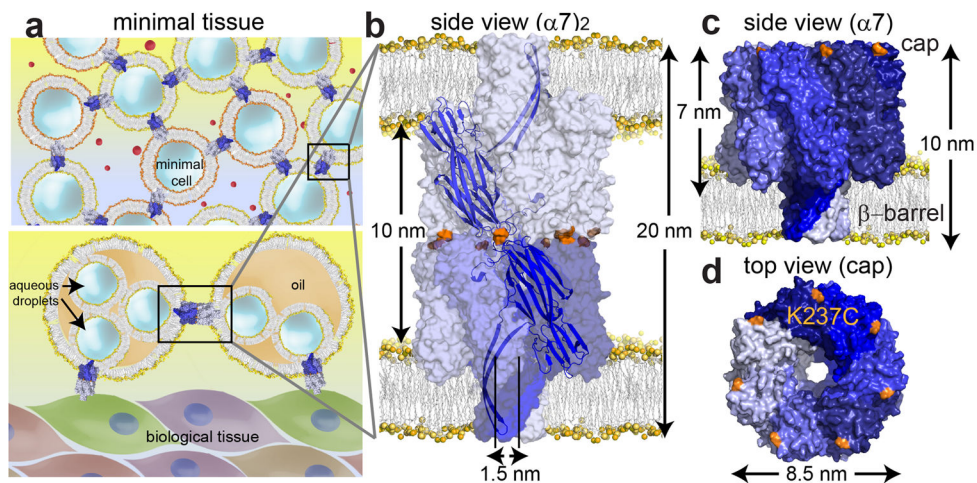 a
minimal tissue
minimal
cell
aqueous
droplets
oil
biological tissue
b
side view (α7)2
10 nm
20 nm
1.5 nm
c
side view (α7)
cap
7 nm
10 nm
β-barrel
d
top view (cap)
K237C
8.5 nm